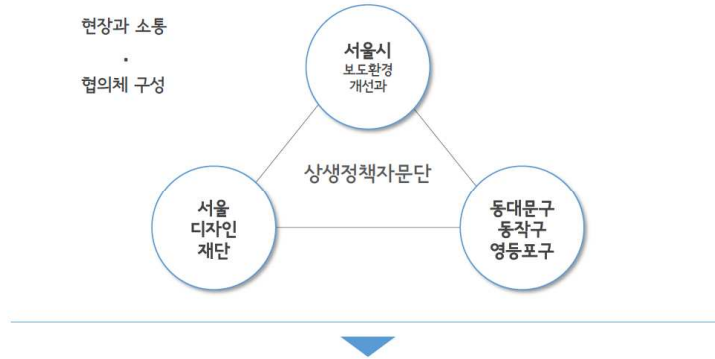 현장과 소통
·
협의체 구성
서울시
보도환경
개선과
상생정책자문단
서울
디자인
재단
동대문구
동작구
영등포구